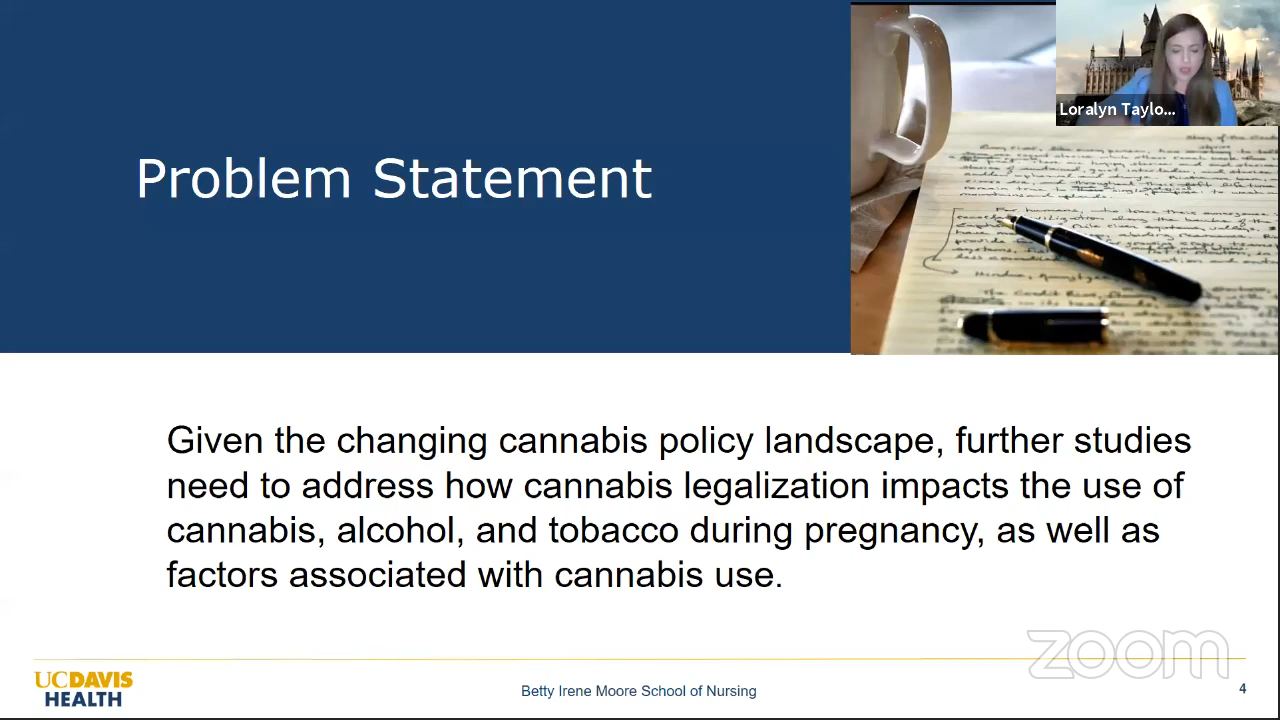 Loralyn Taylo...
Problem Statement
Given the changing cannabis policy landscape, further studies
need to address how cannabis legalization impacts the use of
cannabis, alcohol, and tobacco during pregnancy, as well as
factors associated with cannabis use.
zoom
UCDAVIS
HEALTH
Betty Irene Moore School of Nursing
4